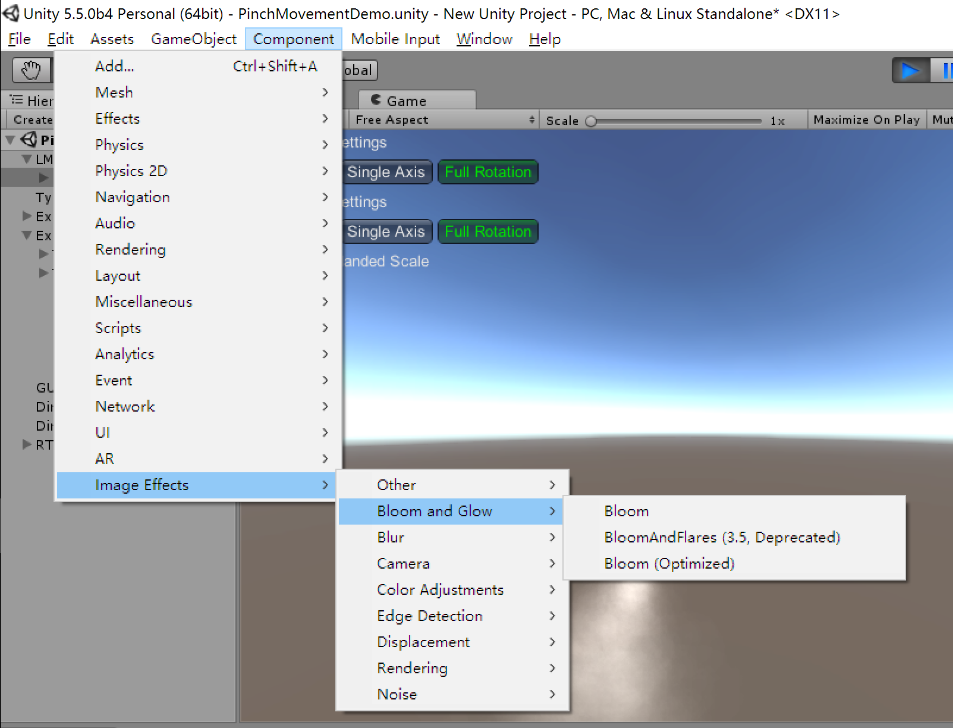 Unity 5.5.0b4 Personal (64bit) - PinchMovementDemo.unity - New Unity Project - PC, Mac & Linux Standalone* <DX11>
File Edit Assets GameObject Component Mobile Input Window Help
Add... Ctrl+Shift+A
Mesh
Effects
Physics
Physics 2D
Navigation
Audio
Rendering
Layout
Miscellaneous
Scripts
Analytics
Event
Network
UI
AR
Image Effects
Other
Bloom and Glow
Blur
Camera
Color Adjustments
Edge Detection
Displacement
Rendering
Noise
Bloom
BloomAndFlares (3.5, Deprecated)
Bloom (Optimized)
obal
Hier
Create
Pi
LM
Ty
Ex
Ex
GU
Dir
Dir
RT
Game
Free Aspect Scale 1x Maximize On Play Mut
ettings
Single Axis Full Rotation
ettings
Single Axis Full Rotation
anded Scale